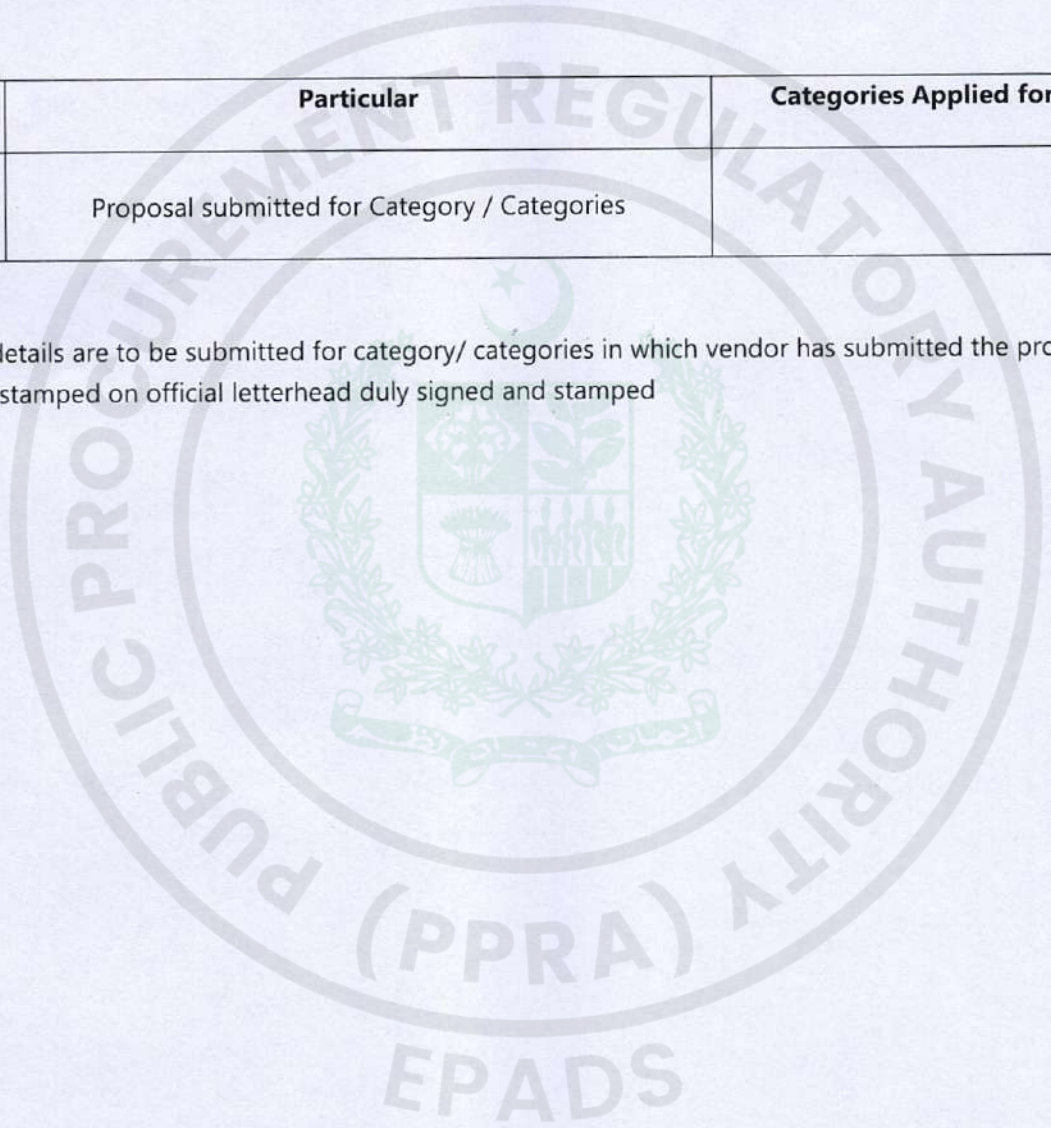 Particular
Categories Applied for
Proposal submitted for Category / Categories
details are to be submitted for category/ categories in which vendor has submitted the
stamped on official letterhead duly signed and stamped
PUBLIC PROCUREMENT REGULATORY AUTHORITY
(PPRA)
EPADS